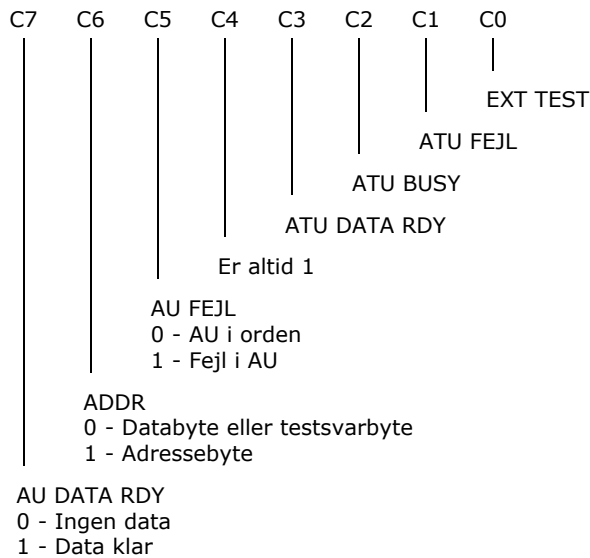 C7 C6 C5 C4 C3 C2 C1 C0
EXT TEST
ATU FEJL
ATU BUSY
ATU DATA RDY
Er altid 1
AU FEJL
0 - AU i orden
1 - Fejl i AU
ADDR
0 - Databyte eller testsvarbyte
1 - Adressebyte
AU DATA RDY
0 - Ingen data
1 - Data klar